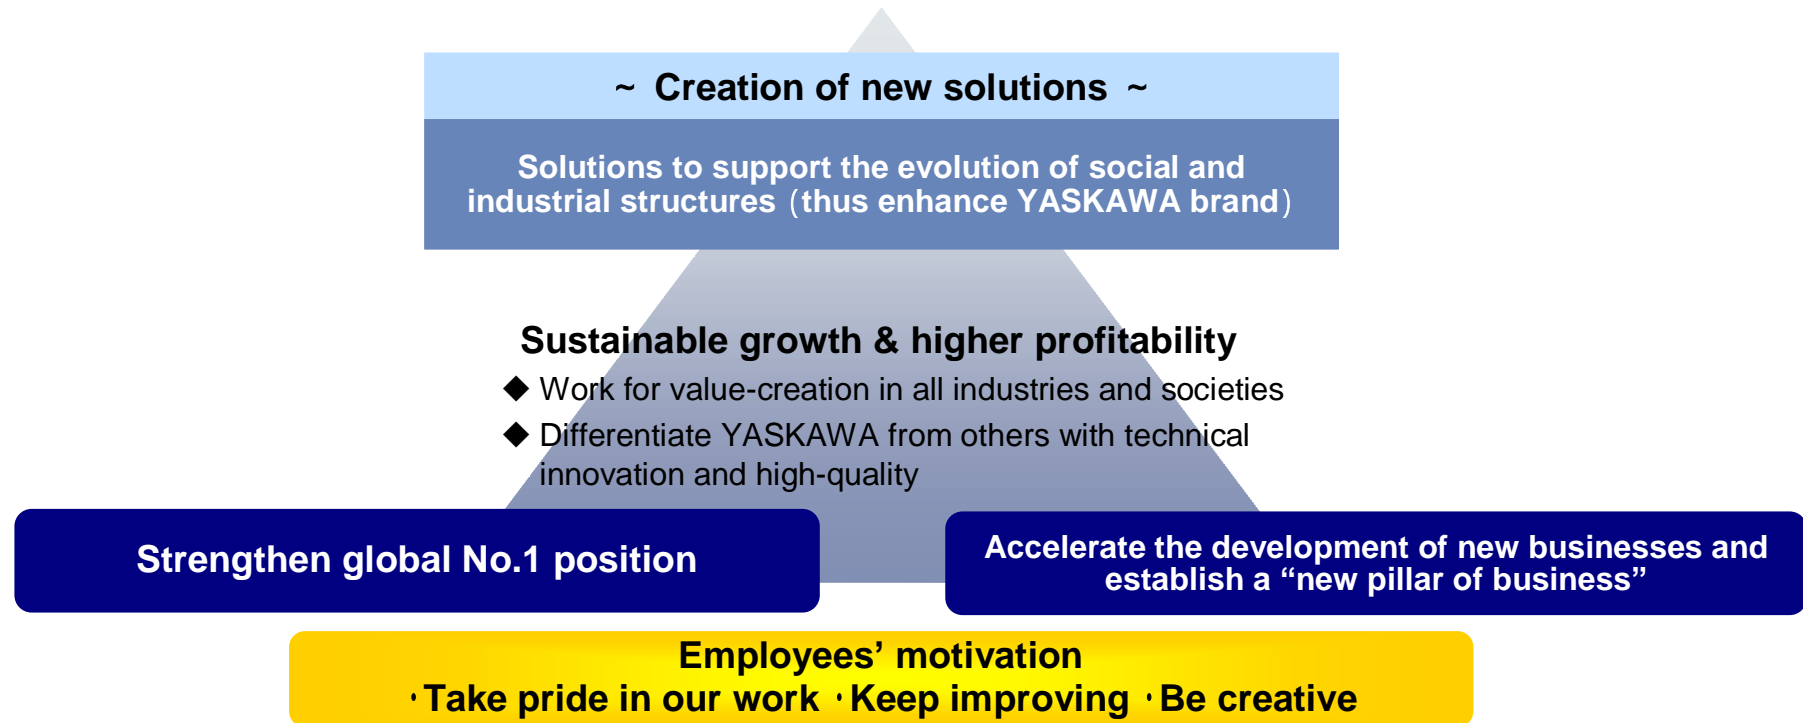 ~ Creation of new solutions ~
Solutions to support the evolution of social and
industrial structures (thus enhance YASKAWA brand)
Sustainable growth & higher profitability
◆ Work for value-creation in all industries and societies
◆ Differentiate YASKAWA from others with technical
innovation and high-quality
Strengthen global No.1 position
Accelerate the development of new businesses and
establish a “new pillar of business”
Employees’ motivation
・Take pride in our work ・Keep improving ・Be creative